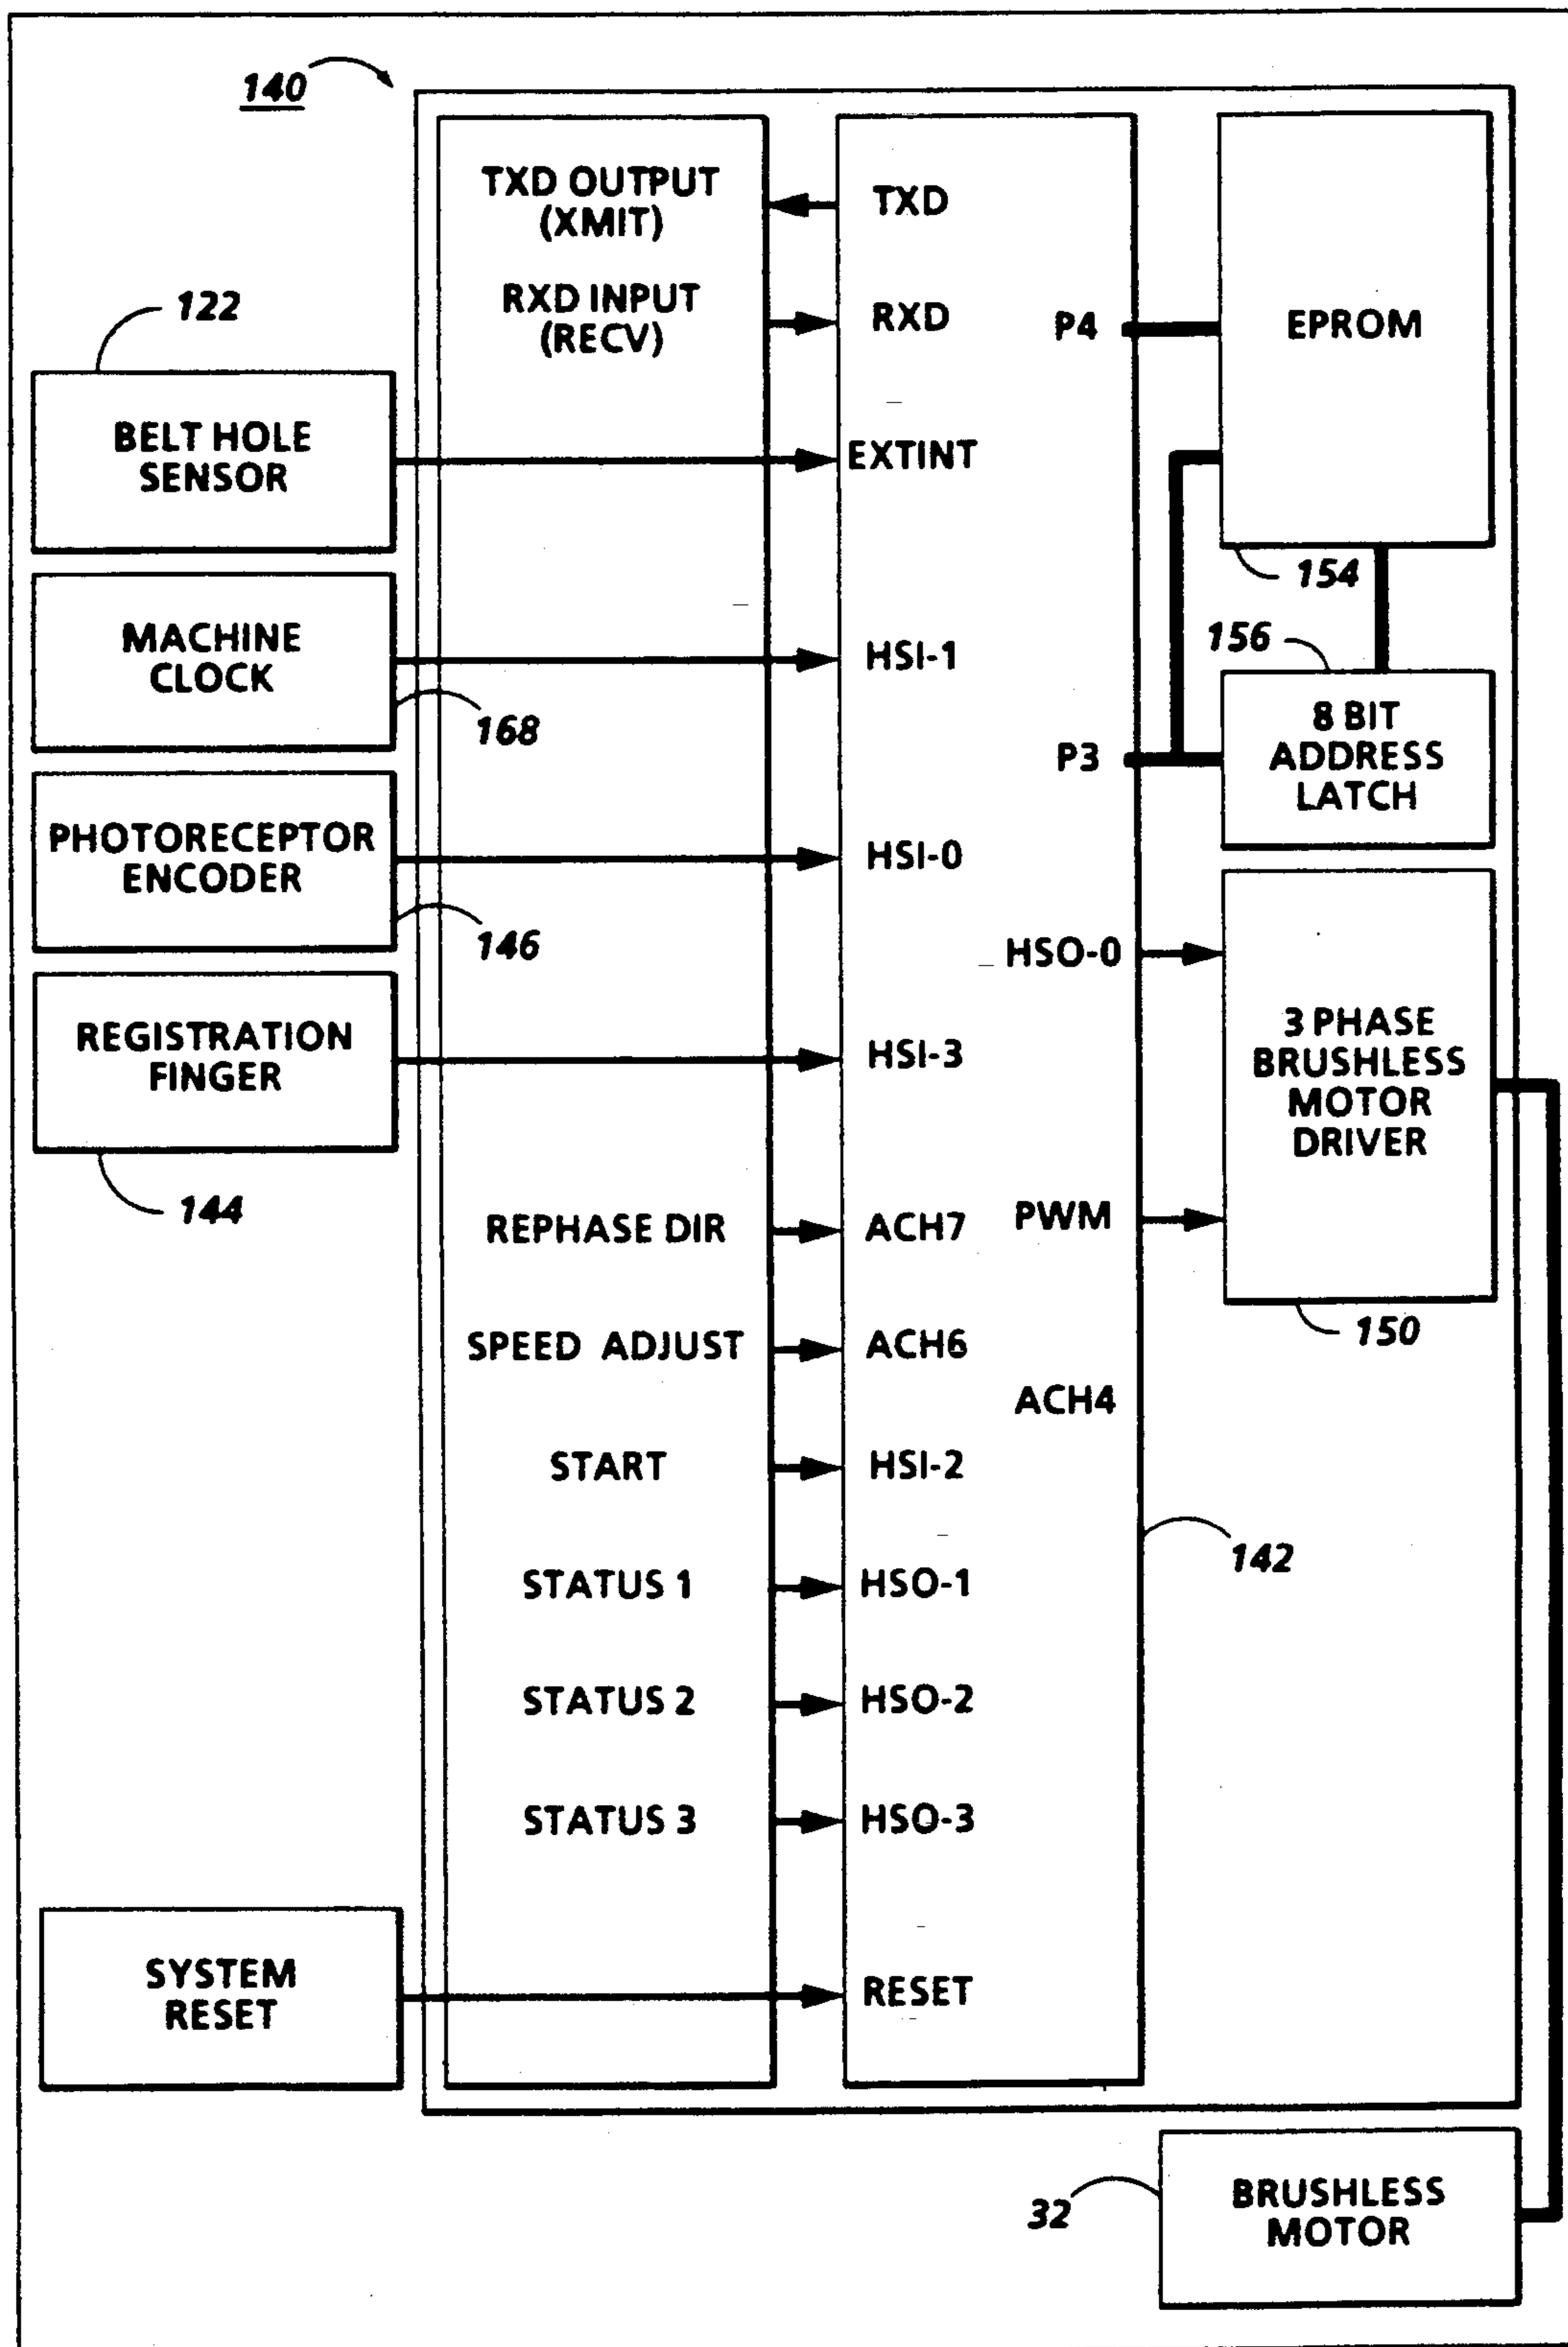 140
TXD OUTPUT
(XMIT)
TXD
RXD INPUT
(RECV)
RXD
P4
EPROM
122
BELT HOLE
SENSOR
EXTINT
154
MACHINE
CLOCK
168
HSI-1
156
8 BIT
ADDRESS
LATCH
P3
PHOTORECEPTOR
ENCODER
146
HSI-0
HSO-0
3 PHASE
BRUSHLESS
MOTOR
DRIVER
REGISTRATION
FINGER
144
HSI-3
REPHASE DIR
ACH7
PWM
150
SPEED ADJUST
ACH6
ACH4
START
HSI-2
142
STATUS 1
HSO-1
STATUS 2
HSO-2
STATUS 3
HSO-3
SYSTEM
RESET
RESET
32
BRUSHLESS
MOTOR